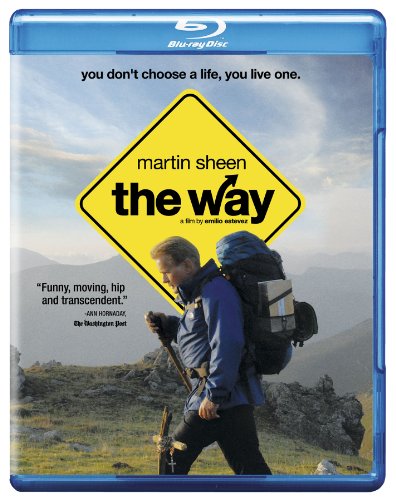 Blu-ray Disc
you don't choose a life, you live one.
martin sheen
the way
a film by emilio estevez
"Funny, moving, hip
and transcendent."
-ANN HORNADAY,
The Washington Post